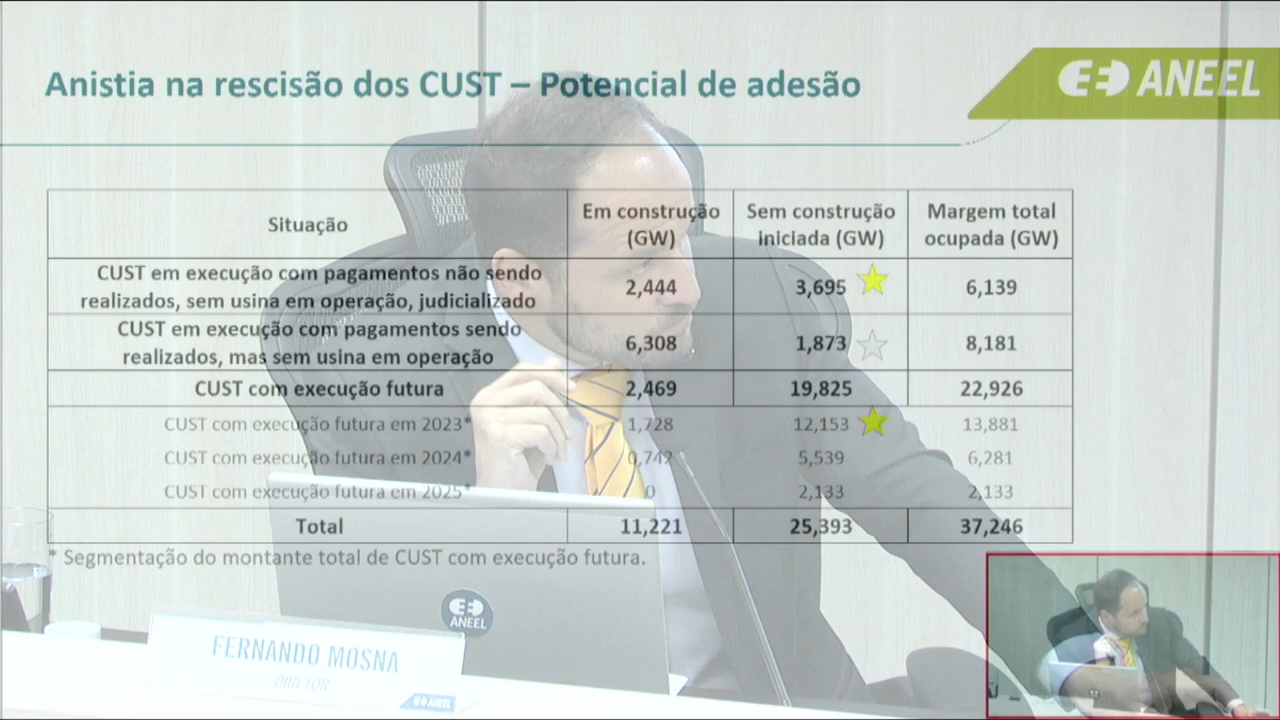 Anistia na rescisão dos CUST – Potencial de adesão
ANEEL
Situação
Em construção
(GW)
Sem construção
iniciada (GW)
Margem total
ocupada (GW)
CUST em execução com pagamentos não sendo
realizados, sem usina em operação, judicializado
2,444
3,695
6,139
CUST em execução com pagamentos sendo
realizados, mas sem usina em operação
6,308
1,873
8,181
CUST com execução futura
2,469
19,825
22,926
CUST com execução futura em 2023*
1,728
12,153
13,881
CUST com execução futura em 2024*
0,742
5,539
6,281
CUST com execução futura em 2025*
0
2,133
2,133
Total
11,221
25,393
37,246
* Segmentação do montante total de CUST com execução futura.
ANEEL
FERNANDO MOSNA
DIRETOR
ANEEL